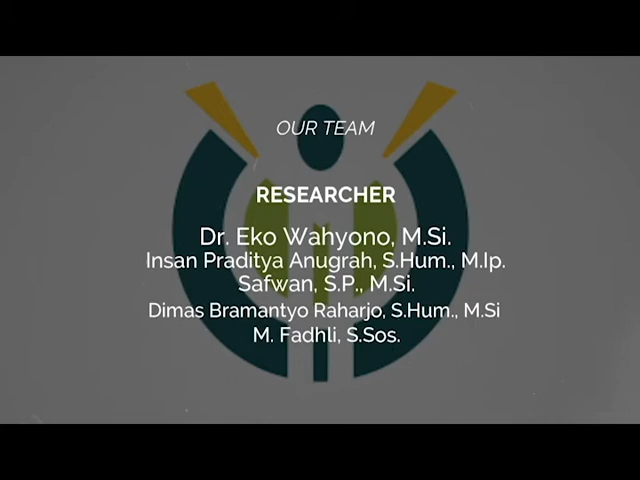 OUR TEAM
RESEARCHER
Dr. Eko Wahyono, M.Si.
Insan Praditya Anugrah, S.Hum., M.Ip.
Safwan, S.P., M.Si.
Dimas Bramantyo Raharjo, S.Hum., M.Si
M. Fadhli, S.Sos.